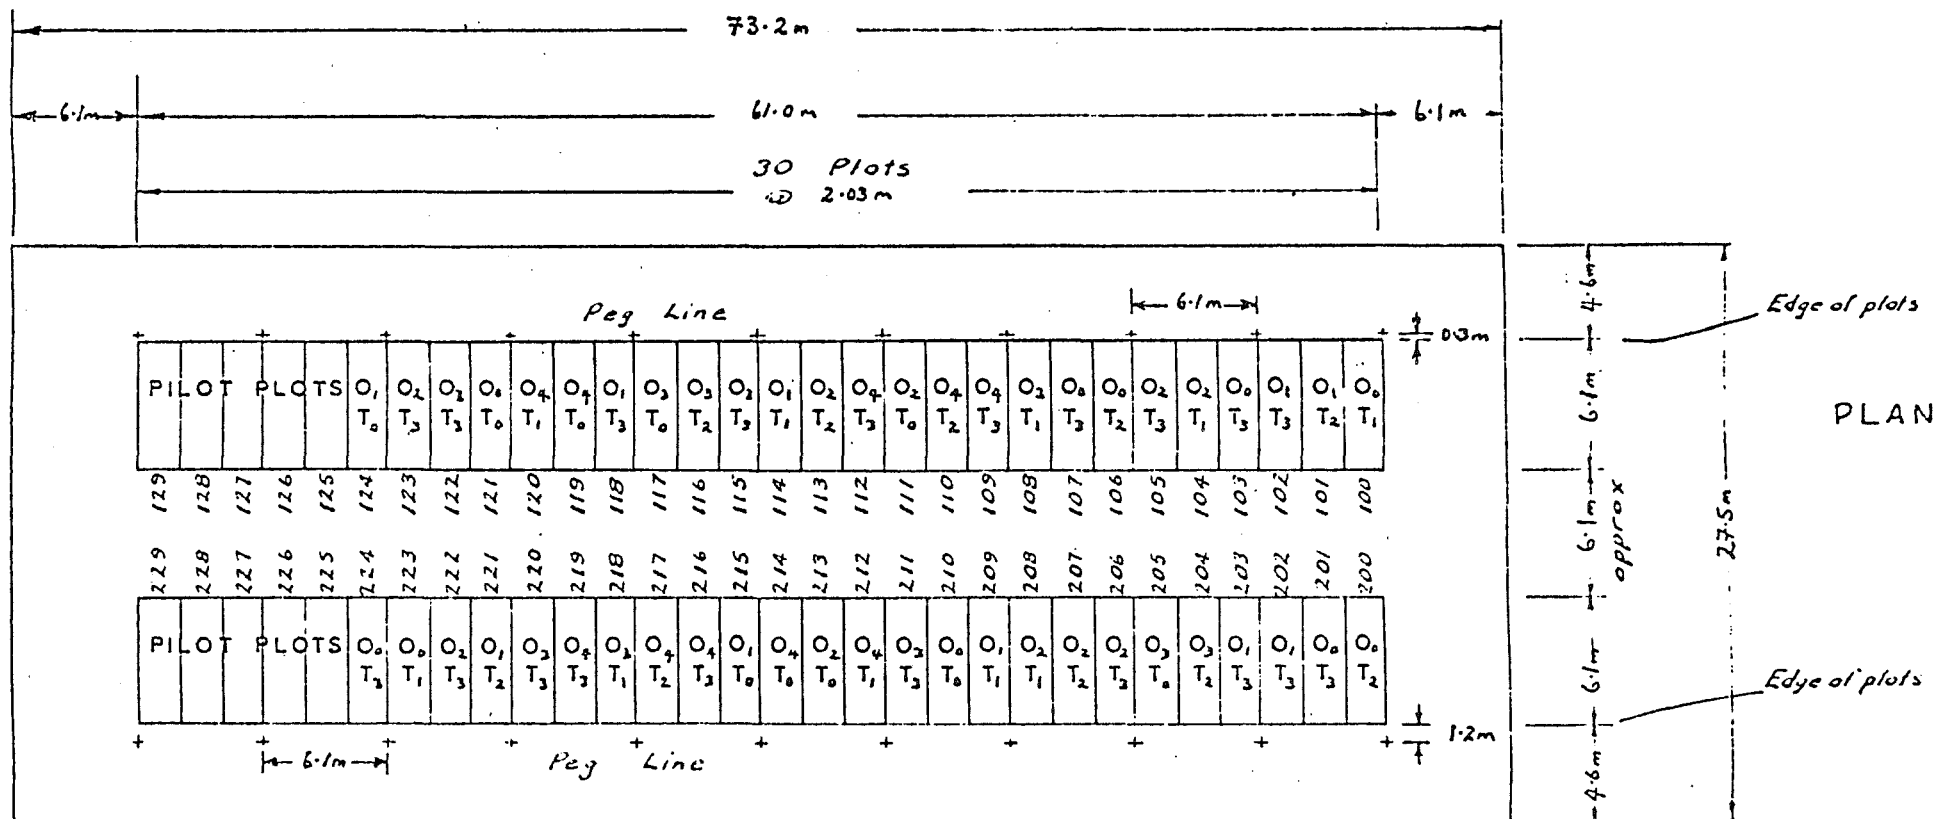 73.2m
6.1m 61.0m 6.1m
30 Plots
@ 2.03m
Peg Line 6.1m 4.6m Edge of plots
0.3m
PILOT PLOTS O₁ O₂ O₃ O₀ O₄ O₄ O₁ O₃ O₃ O₂ O₁ O₂ O₄ O₂ O₄ O₄ O₃ O₀ O₀ O₂ O₂ O₀ O₁ O₁ O₀
T₀ T₃ T₃ T₀ T₁ T₀ T₃ T₀ T₂ T₃ T₁ T₂ T₃ T₀ T₂ T₃ T₁ T₃ T₂ T₃ T₁ T₃ T₃ T₂ T₁
6.1m
PLAN
129 128 127 126 125 124 123 122 121 120 119 118 117 116 115 114 113 112 111 110 109 108 107 106 105 104 103 102 101 100
6.1m approx
27.5m
229 228 227 226 225 224 223 222 221 220 219 218 217 216 215 214 213 212 211 210 209 208 207 206 205 204 203 202 201 200
PILOT PLOTS O₀ O₀ O₂ O₁ O₃ O₄ O₃ O₄ O₄ O₁ O₄ O₂ O₄ O₃ O₀ O₁ O₂ O₂ O₂ O₃ O₃ O₁ O₁ O₀ O₀
T₃ T₁ T₃ T₂ T₃ T₃ T₁ T₂ T₃ T₀ T₀ T₀ T₁ T₃ T₀ T₁ T₁ T₂ T₃ T₀ T₂ T₃ T₃ T₃ T₂
6.1m
Edge of plots
1.2m
6.1m Peg Line
4.6m